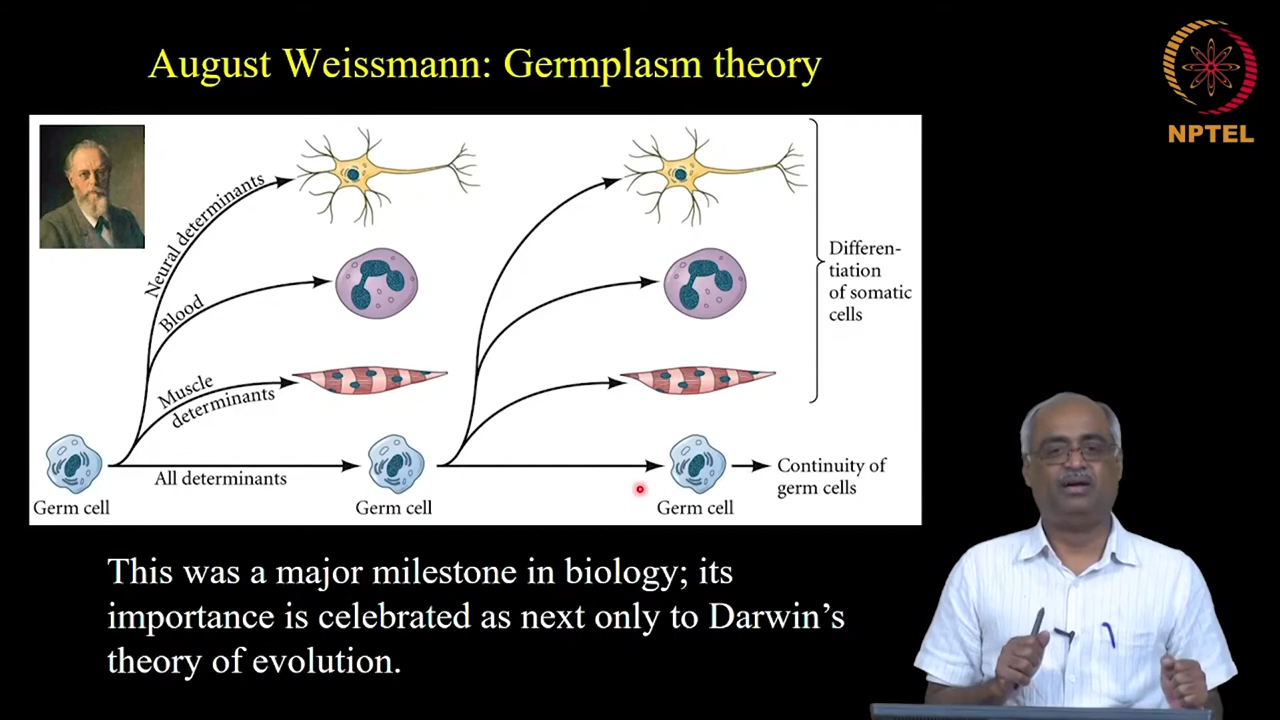 August Weissmann: Germplasm theory
NPTEL
Neural determinants
Blood
Muscle
determinants
All determinants
Germ cell
Germ cell
Germ cell
Differen-
tiation
of somatic
cells
Continuity of
germ cells
This was a major milestone in biology; its
importance is celebrated as next only to Darwin’s
theory of evolution.